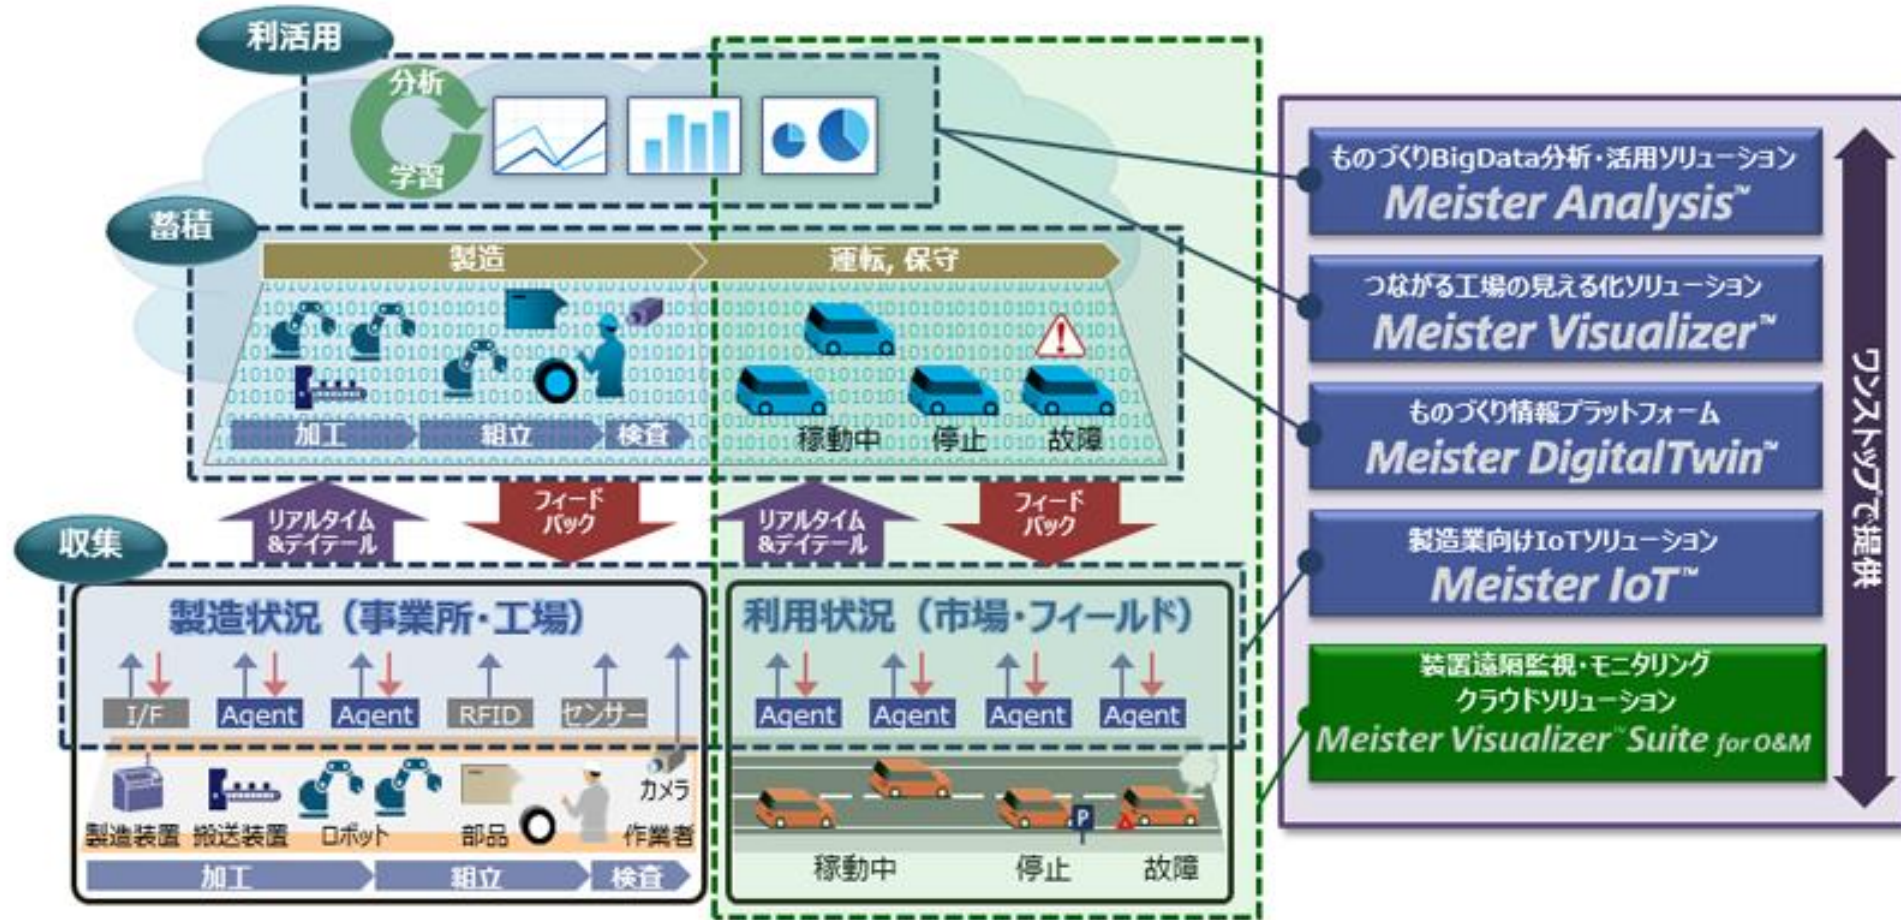 利活用
分析
学習
蓄積
製造
運転, 保守
加工
組立
検査
稼動中
停止
故障
リアルタイム
&デイテール
フィード
バック
リアルタイム
&デイテール
フィード
バック
収集
製造状況（事業所・工場）
I/F
Agent
Agent
RFID
センサー
カメラ
製造装置
搬送装置
ロボット
部品
作業者
加工
組立
検査
利用状況（市場・フィールド）
Agent
Agent
Agent
Agent
P
稼動中
停止
故障
ものづくりBigData分析・活用ソリューション
Meister Analysis™
つながる工場の見える化ソリューション
Meister Visualizer™
ものづくり情報プラットフォーム
Meister DigitalTwin™
製造業向けIoTソリューション
Meister IoT™
装置遠隔監視・モニタリング
クラウドソリューション
Meister Visualizer™ Suite for O&M
ワンストップで提供